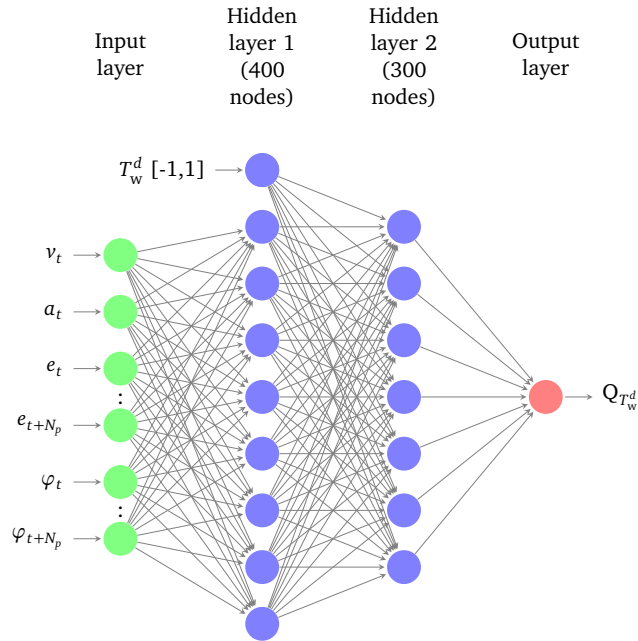 Input
layer
Hidden
layer 1
(400
nodes)
Hidden
layer 2
(300
nodes)
Output
layer
T_w^d [-1,1]
v_t
a_t
e_t
⋮
e_{t+N_p}
φ_t
⋮
φ_{t+N_p}
Q_{T_w^d}